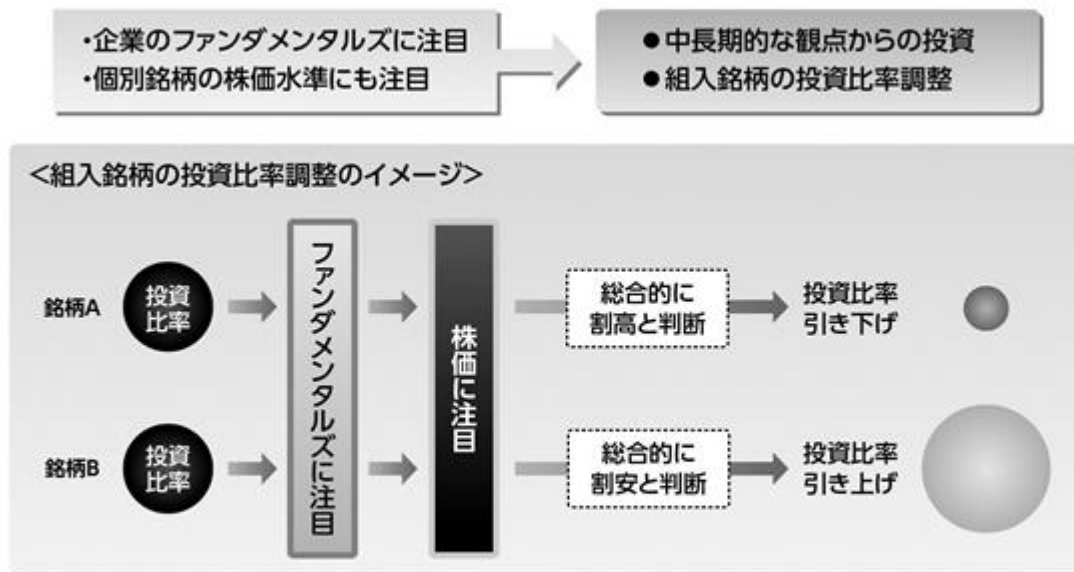 ・企業のファンダメンタルズに注目
・個別銘柄の株価水準にも注目
●中長期的な観点からの投資
●組入銘柄の投資比率調整
<組入銘柄の投資比率調整のイメージ>
銘柄A
投資
比率
ファンダメンタルズに注目
株価に注目
総合的に
割高と判断
投資比率
引き下げ
銘柄B
投資
比率
総合的に
割安と判断
投資比率
引き上げ